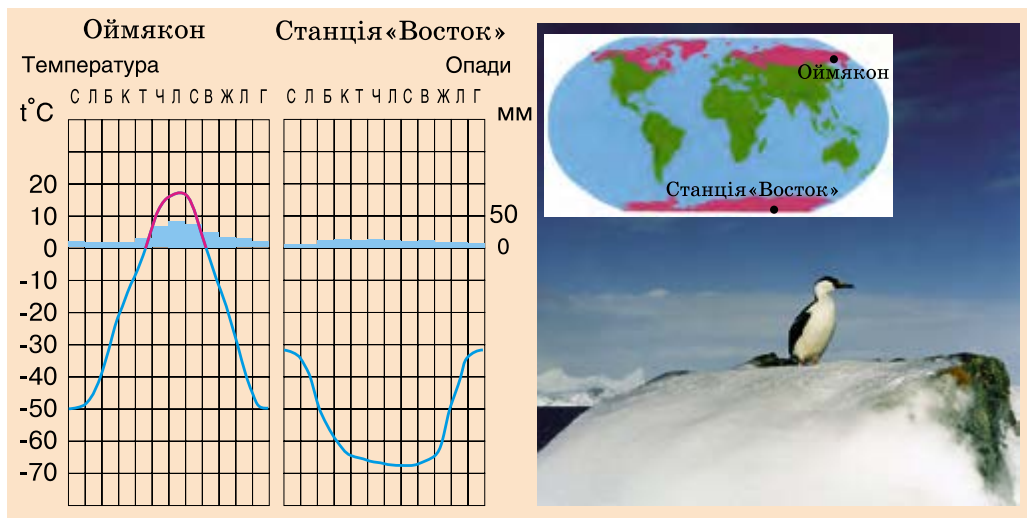 Оймякон
Станція «Восток»
Температура
Опади
С Л Б К Т Ч Л С В Ж Л Г
С Л Б К Т Ч Л С В Ж Л Г
t°C
мм
20
10
0
-10
-20
-30
-40
-50
-60
-70
50
0
Оймякон
Станція «Восток»